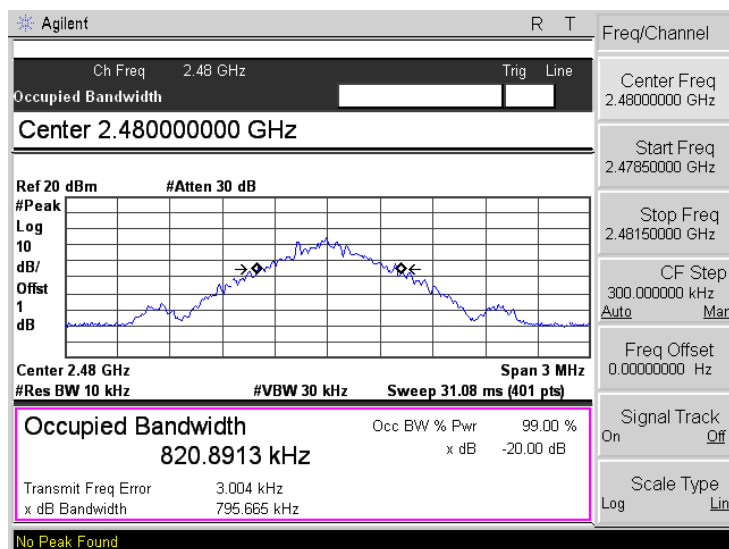 Agilent R T
Freq/Channel
Ch Freq 2.48 GHz Trig Line
Occupied Bandwidth
Center 2.480000000 GHz
Ref 20 dBm #Atten 30 dB
#Peak
Log
10
dB/
Offst
1
dB
Center 2.48 GHz Span 3 MHz
#Res BW 10 kHz #VBW 30 kHz Sweep 31.08 ms (401 pts)
Occupied Bandwidth Occ BW % Pwr 99.00 %
820.8913 kHz x dB -20.00 dB
Transmit Freq Error 3.004 kHz
x dB Bandwidth 795.665 kHz
No Peak Found
Center Freq
2.48000000 GHz
Start Freq
2.47850000 GHz
Stop Freq
2.48150000 GHz
CF Step
300.000000 kHz
Auto Man
Freq Offset
0.00000000 Hz
Signal Track
On Off
Scale Type
Log Lin